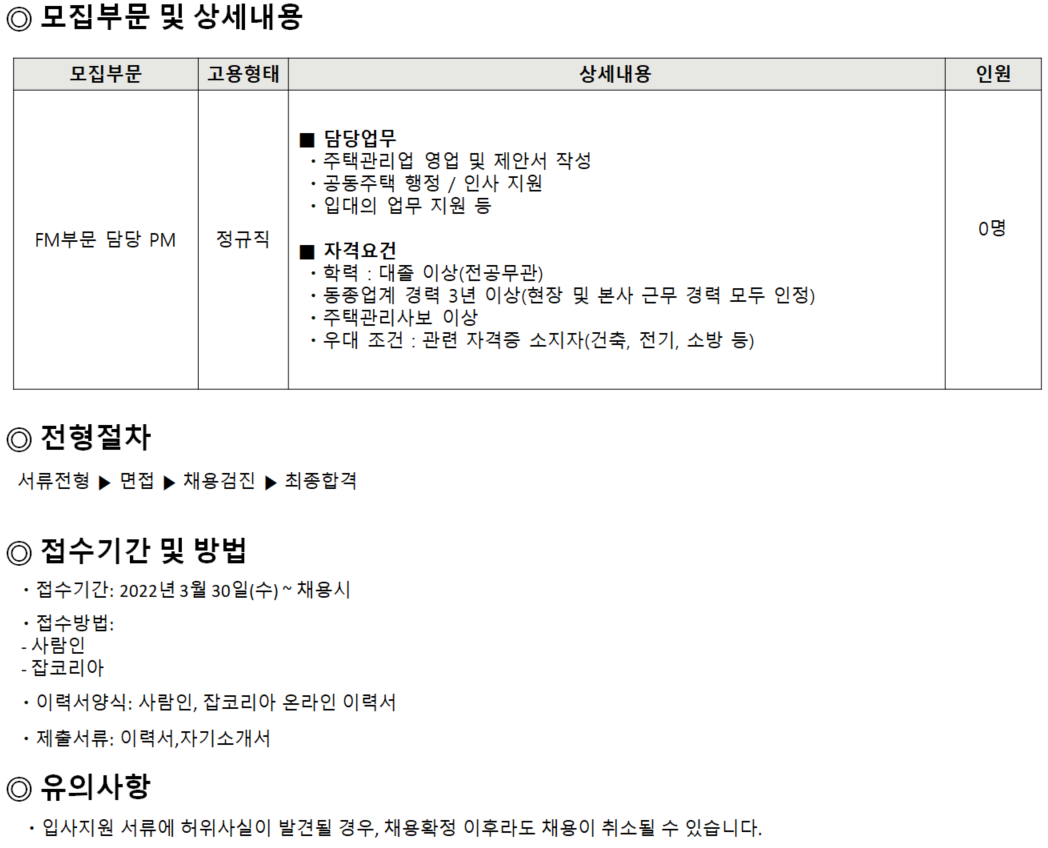 ◎ 모집부문 및 상세내용
모집부문 고용형태 상세내용 인원
■ 담당업무
・주택관리업 영업 및 제안서 작성
・공동주택 행정 / 인사 지원
・입대의 업무 지원 등
FM부문 담당 PM 정규직 0명
■ 자격요건
・학력 : 대졸 이상(전공무관)
・동종업계 경력 3년 이상(현장 및 본사 근무 경력 모두 인정)
・주택관리사보 이상
・우대 조건 : 관련 자격증 소지자(건축, 전기, 소방 등)
◎ 전형절차
서류전형 ▶ 면접 ▶ 채용검진 ▶ 최종합격
◎ 접수기간 및 방법
・접수기간: 2022년 3월 30일(수) ~ 채용시
・접수방법:
- 사람인
- 잡코리아
・이력서양식: 사람인, 잡코리아 온라인 이력서
・제출서류: 이력서,자기소개서
◎ 유의사항
・입사지원 서류에 허위사실이 발견될 경우, 채용확정 이후라도 채용이 취소될 수 있습니다.